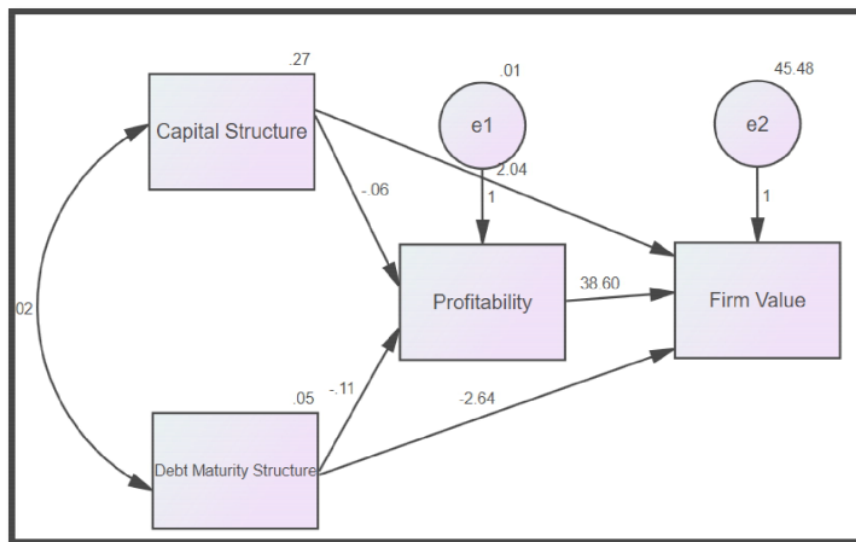 .27
Capital Structure
.01
e1
45.48
e2
2.04
-.06
1
1
Profitability
38.60
Firm Value
02
.05
-.11
-2.64
Debt Maturity Structure